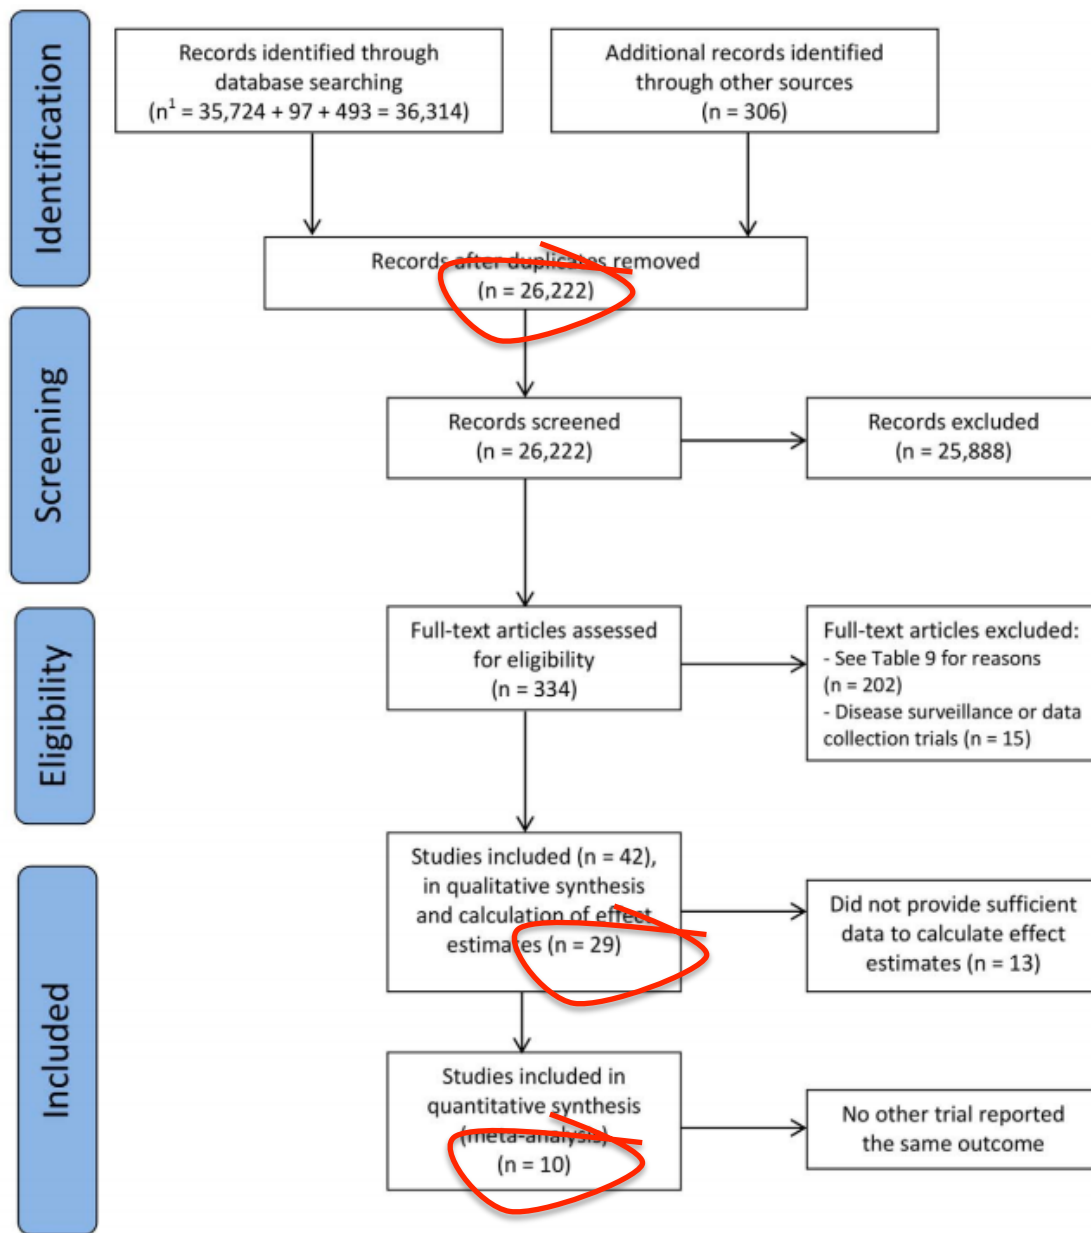 Identification
Records identified through
database searching
(n¹ = 35,724 + 97 + 493 = 36,314)
Additional records identified
through other sources
(n = 306)
Records after duplicates removed
(n = 26,222)
Screening
Records screened
(n = 26,222)
Records excluded
(n = 25,888)
Eligibility
Full-text articles assessed
for eligibility
(n = 334)
Full-text articles excluded:
- See Table 9 for reasons
(n = 202)
- Disease surveillance or data
collection trials (n = 15)
Included
Studies included (n = 42),
in qualitative synthesis
and calculation of effect
estimates (n = 29)
Did not provide sufficient
data to calculate effect
estimates (n = 13)
Studies included in
quantitative synthesis
(meta-analysis)
(n = 10)
No other trial reported
the same outcome